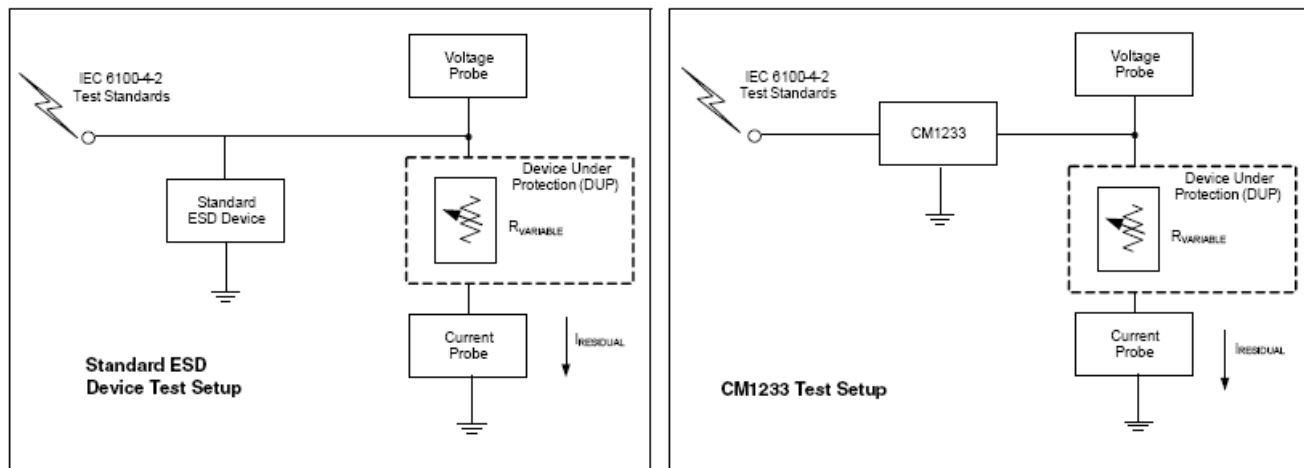 IEC 6100-4-2
Test Standards
Voltage
Probe
Standard
ESD Device
Device Under
Protection (DUP)
RVARIABLE
Current
Probe
IRESIDUAL
Standard ESD
Device Test Setup
IEC 6100-4-2
Test Standards
Voltage
Probe
CM1233
Device Under
Protection (DUP)
RVARIABLE
Current
Probe
IRESIDUAL
CM1233 Test Setup